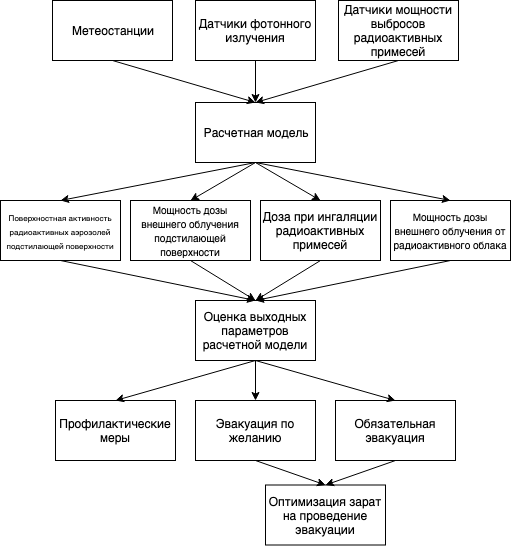 Метеостанции
Датчики фотонного
излучения
Датчики мощности
выбросов
радиоактивных
примесей
Расчетная модель
Поверхностная активность
радиоактивных аэрозолей
подстилающей поверхности
Мощность дозы
внешнего облучения
подстилающей
поверхности
Доза при ингаляции
радиоактивных
примесей
Мощность дозы
внешнего облучения от
радиоактивного облака
Оценка выходных
параметров
расчетной модели
Профилактические
меры
Эвакуация по
желанию
Обязательная
эвакуация
Оптимизация зарат
на проведение
эвакуации